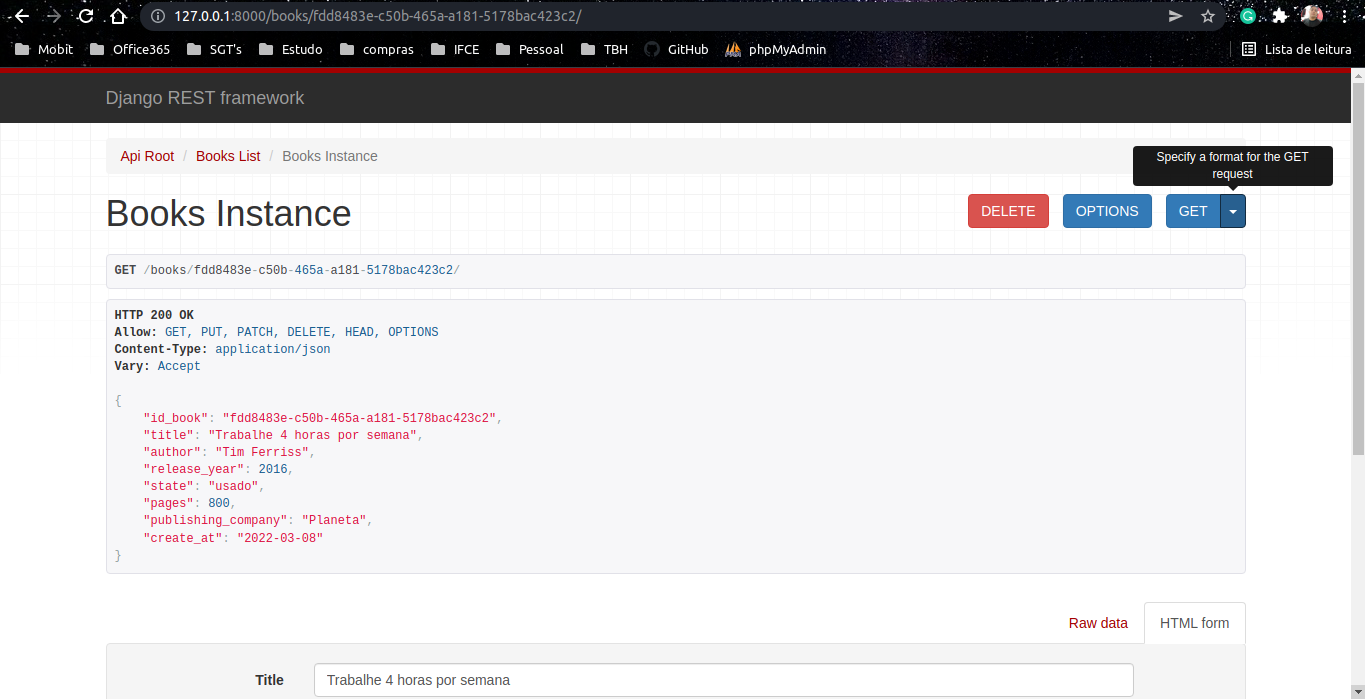 127.0.0.1:8000/books/fdd8483e-c50b-465a-a181-5178bac423c2/
Mobit Office365 SGT's Estudo compras IFCE Pessoal TBH GitHub phpMyAdmin Lista de leitura
Django REST framework
Api Root / Books List / Books Instance
Specify a format for the GET
request
Books Instance
DELETE OPTIONS GET
GET /books/fdd8483e-c50b-465a-a181-5178bac423c2/
HTTP 200 OK
Allow: GET, PUT, PATCH, DELETE, HEAD, OPTIONS
Content-Type: application/json
Vary: Accept
{
"id_book": "fdd8483e-c50b-465a-a181-5178bac423c2",
"title": "Trabalhe 4 horas por semana",
"author": "Tim Ferriss",
"release_year": 2016,
"state": "usado",
"pages": 800,
"publishing_company": "Planeta",
"create_at": "2022-03-08"
}
Raw data HTML form
Title Trabalhe 4 horas por semana